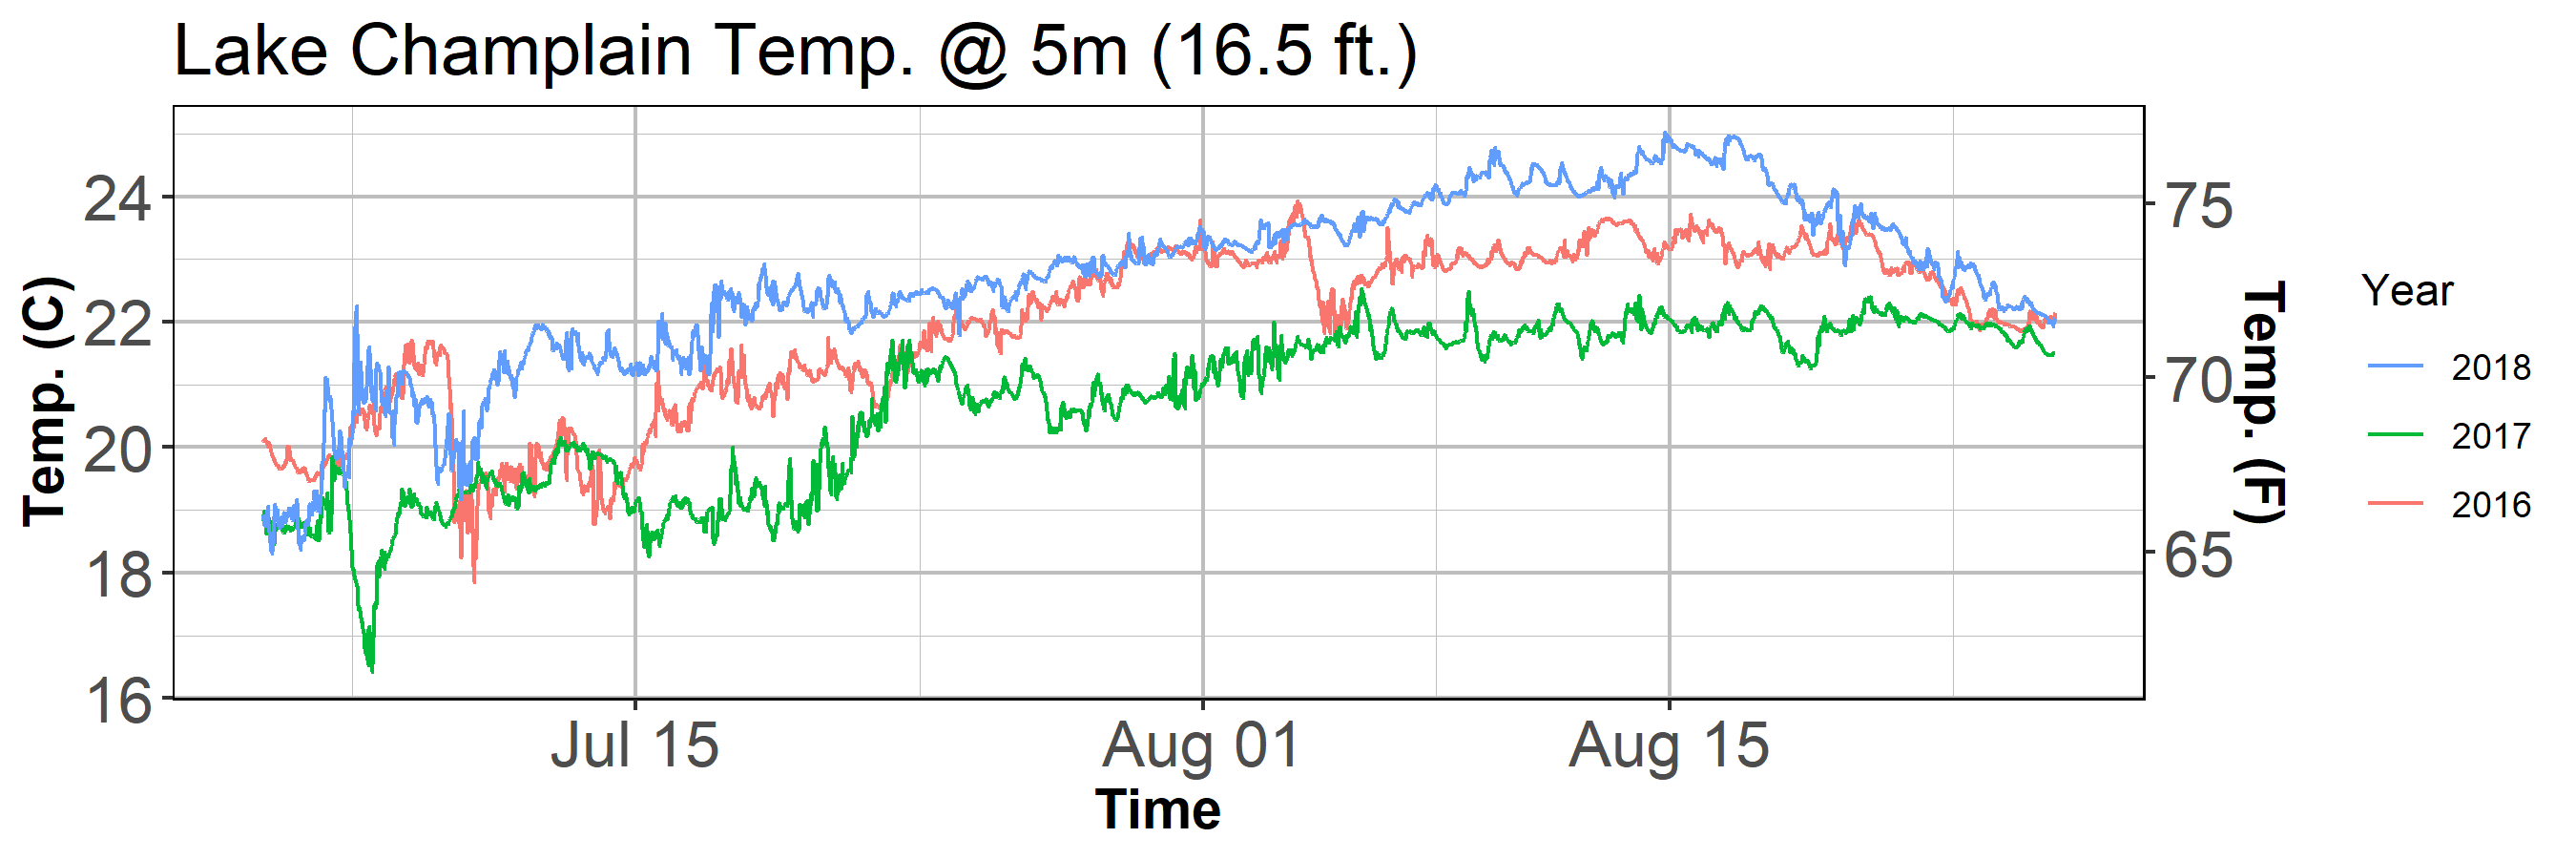 Lake Champlain Temp. @ 5m (16.5 ft.)
Temp. (C)
24
22
20
18
16
Jul 15
Aug 01
Aug 15
Time
75
70
65
Temp. (F)
Year
2018
2017
2016